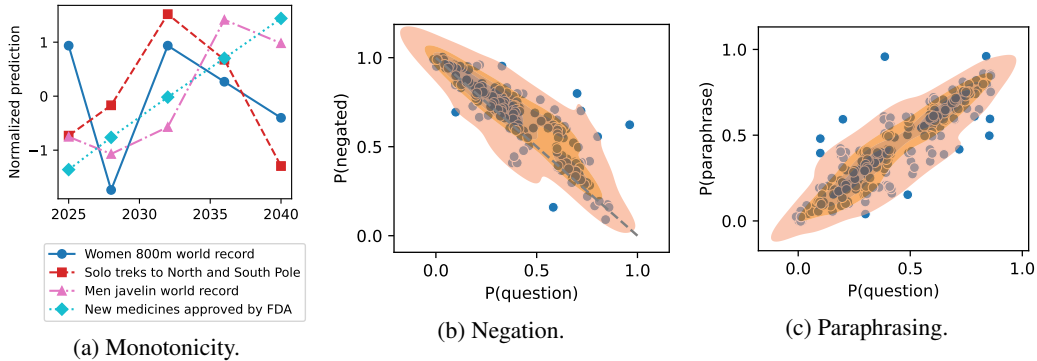 Normalized prediction
1
0
−1
2025 2030 2035 2040
Women 800m world record
Solo treks to North and South Pole
Men javelin world record
New medicines approved by FDA
(a) Monotonicity.
P(negated)
1.0
0.5
0.0
0.0 0.5 1.0
P(question)
(b) Negation.
P(paraphrase)
1.0
0.5
0.0
0.0 0.5 1.0
P(question)
(c) Paraphrasing.